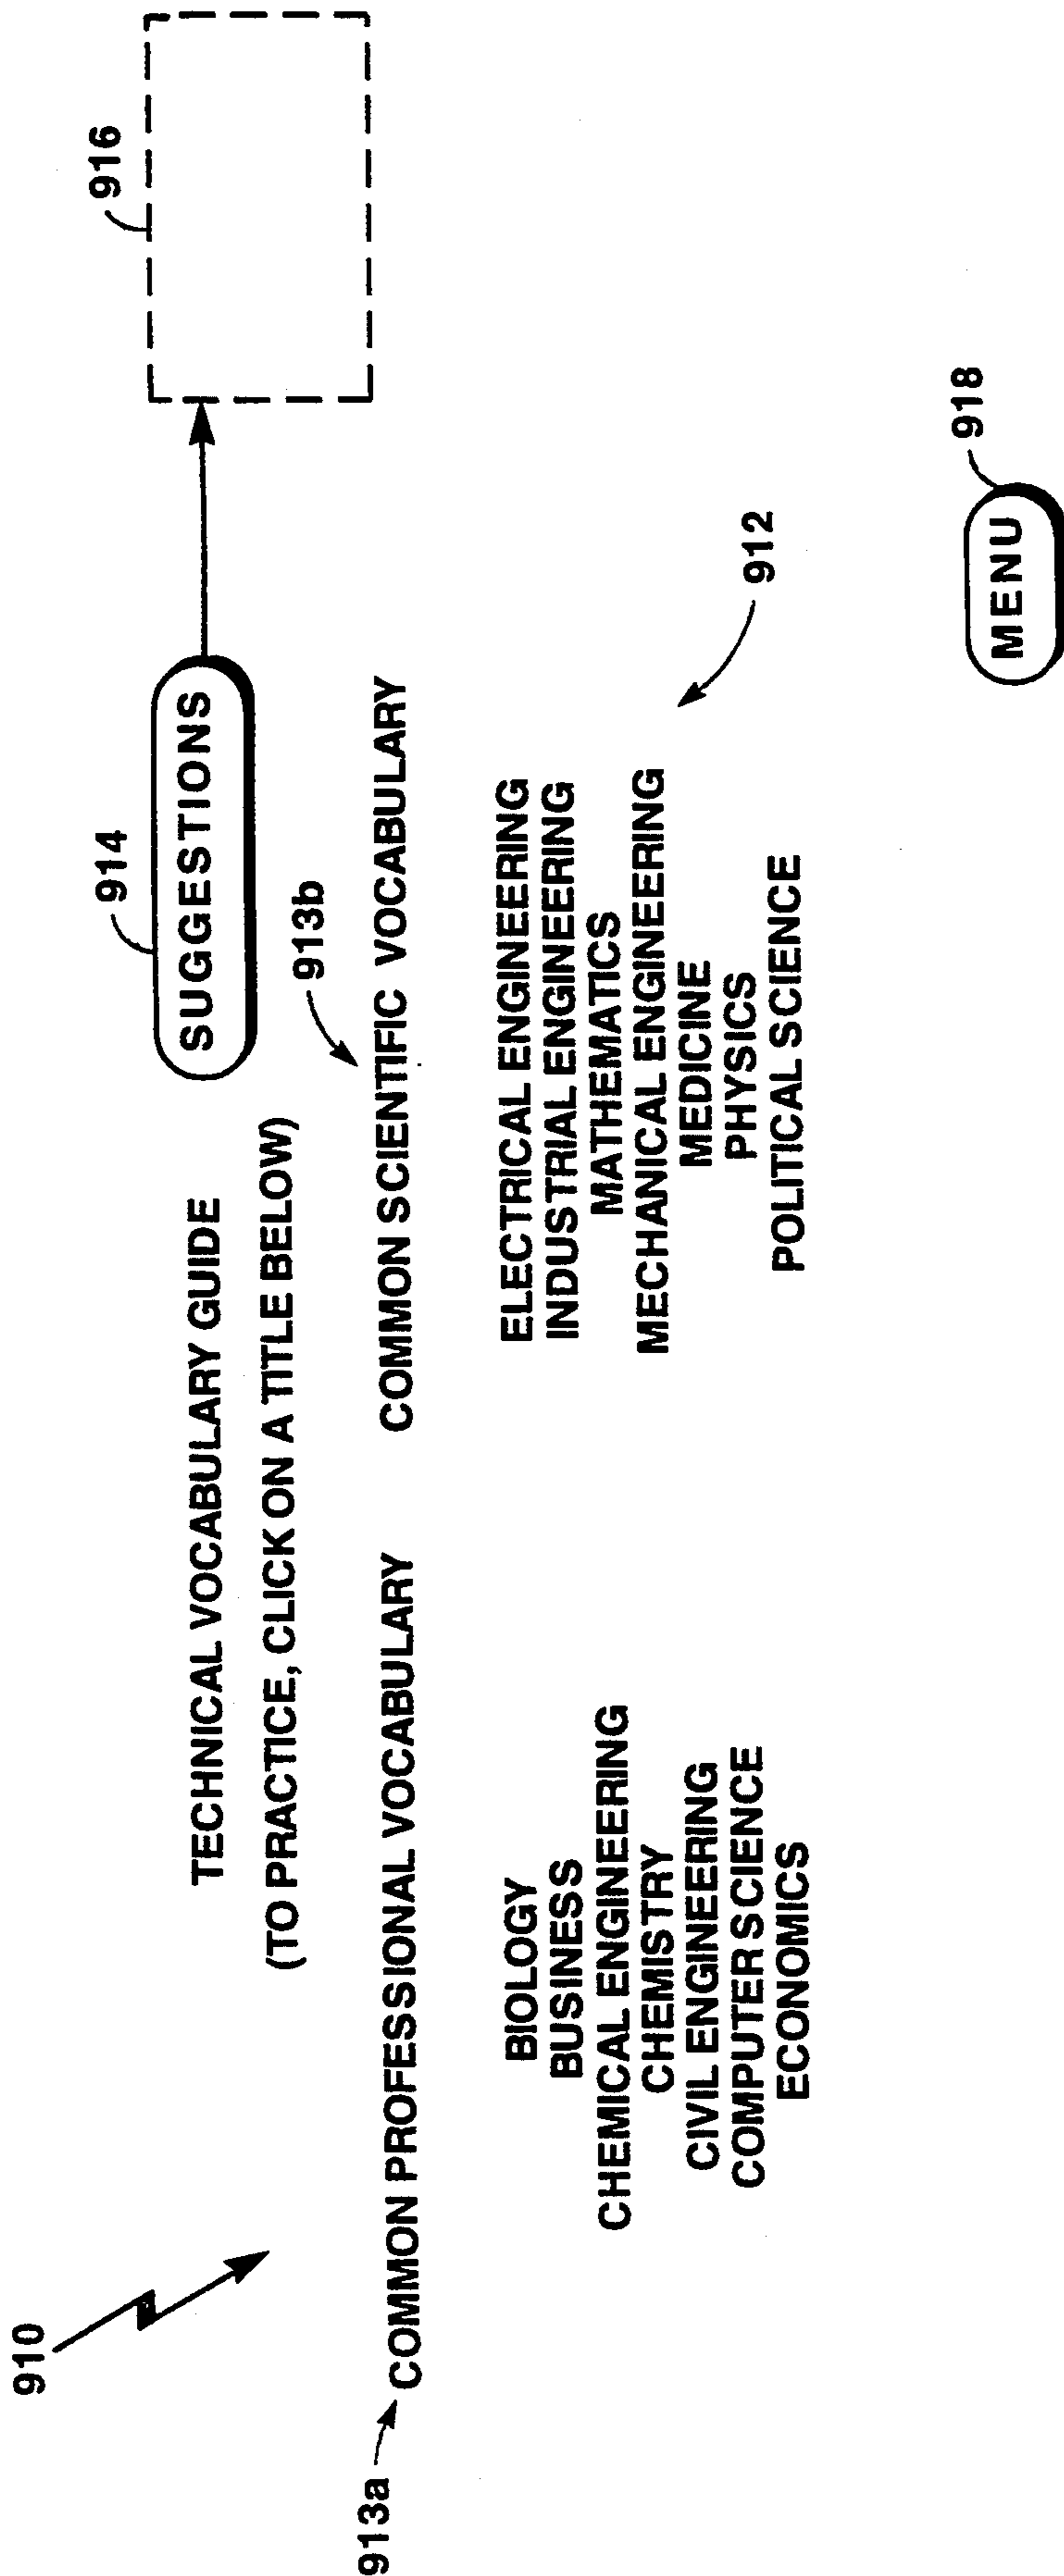 910
914
916
TECHNICAL VOCABULARY GUIDE
SUGGESTIONS
(TO PRACTICE, CLICK ON A TITLE BELOW)
913a
913b
COMMON PROFESSIONAL VOCABULARY
COMMON SCIENTIFIC VOCABULARY
BIOLOGY
BUSINESS
CHEMICAL ENGINEERING
CHEMISTRY
CIVIL ENGINEERING
COMPUTER SCIENCE
ECONOMICS
ELECTRICAL ENGINEERING
INDUSTRIAL ENGINEERING
MATHEMATICS
MECHANICAL ENGINEERING
MEDICINE
PHYSICS
POLITICAL SCIENCE
912
918
MENU